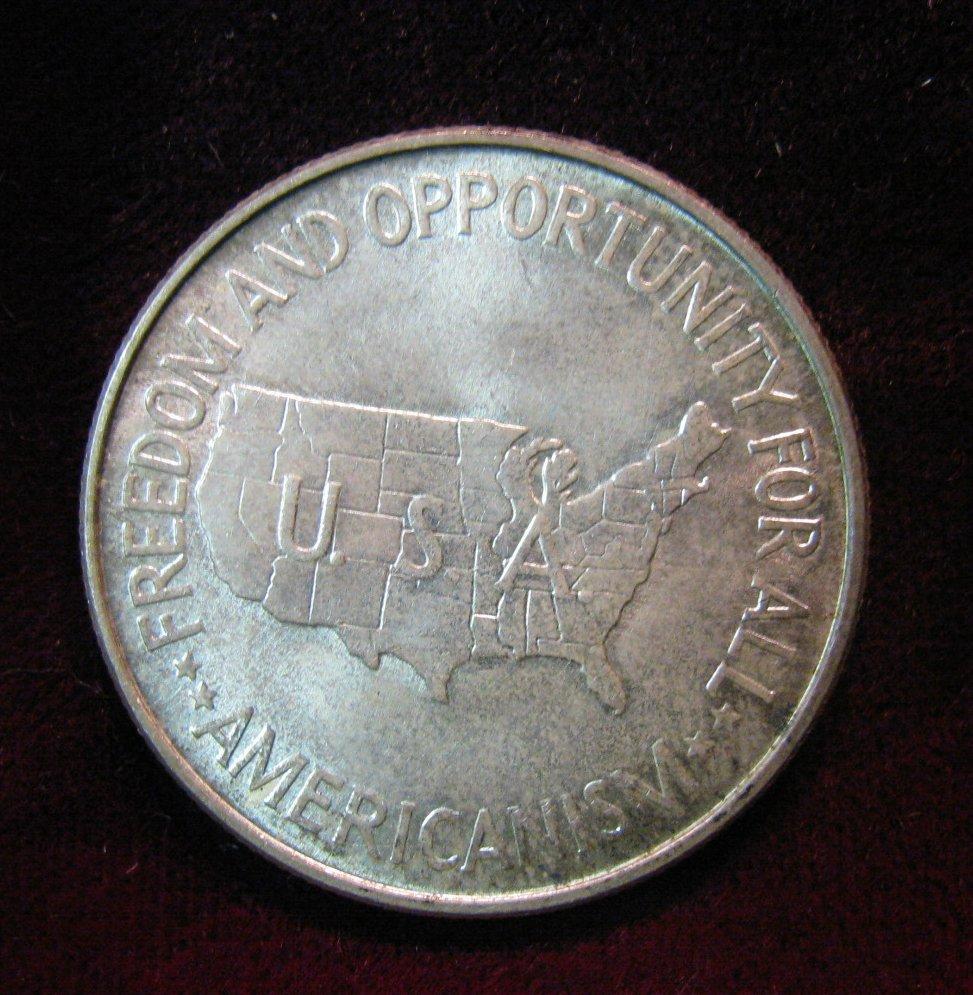 FREEDOM AND OPPORTUNITY FOR ALL
U.S.A
AMERICANISM